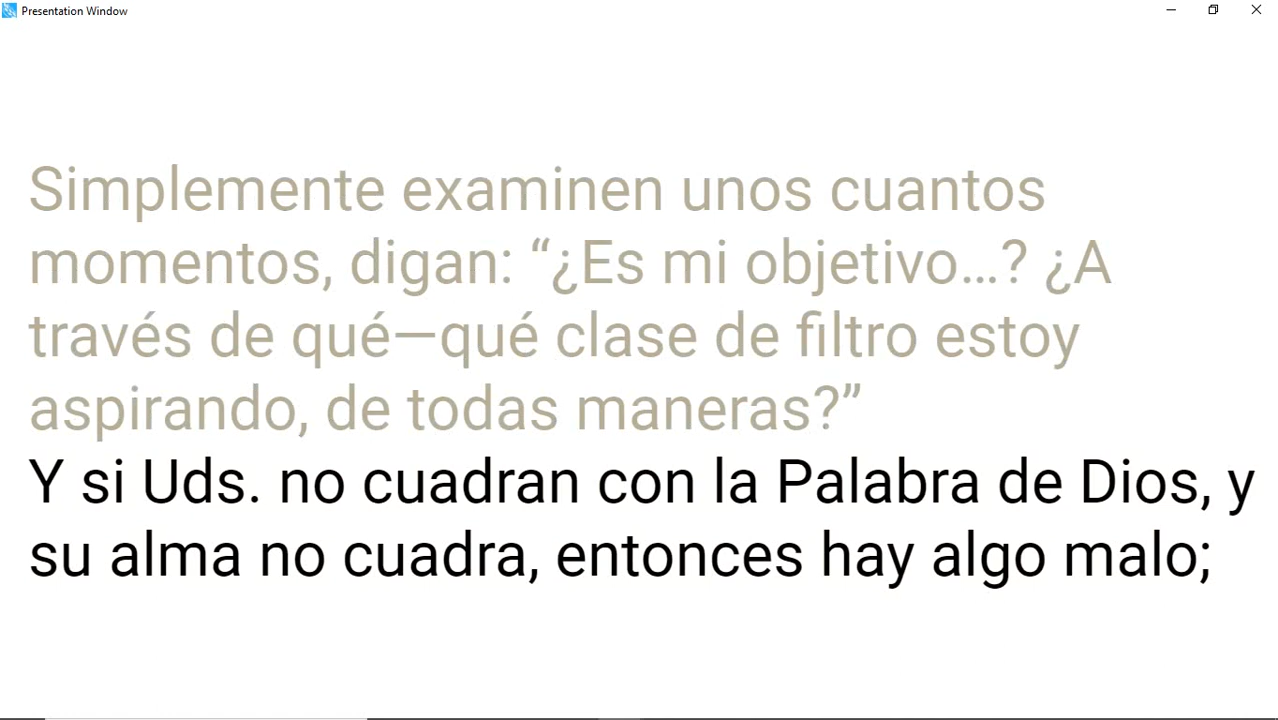 Presentation Window
Simplemente examinen unos cuantos
momentos, digan: “¿Es mi objetivo...? ¿A
través de qué—qué clase de filtro estoy
aspirando, de todas maneras?”
Y si Uds. no cuadran con la Palabra de Dios, y
su alma no cuadra, entonces hay algo malo;